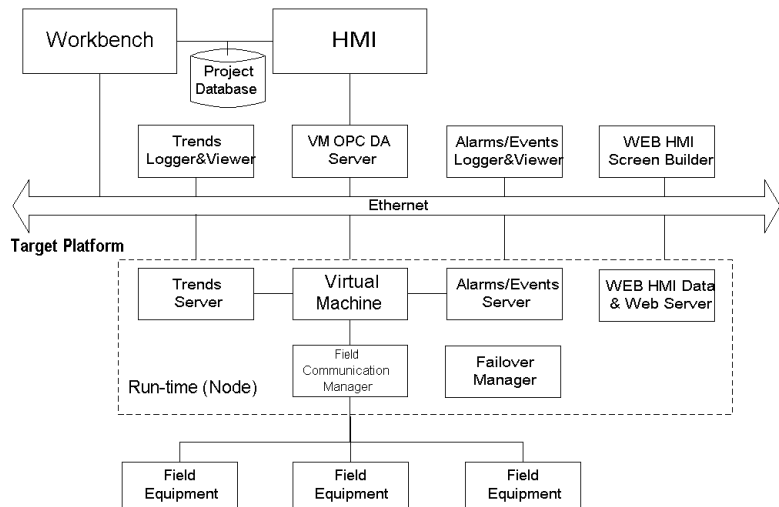 Workbench
HMI
Project
Database
Trends
Logger&Viewer
VM OPC DA
Server
Alarms/Events
Logger&Viewer
WEB HMI
Screen Builder
Ethernet
Target Platform
Trends
Server
Virtual
Machine
Alarms/Events
Server
WEB HMI Data
& Web Server
Field
Communication
Manager
Failover
Manager
Run-time (Node)
Field
Equipment
Field
Equipment
Field
Equipment